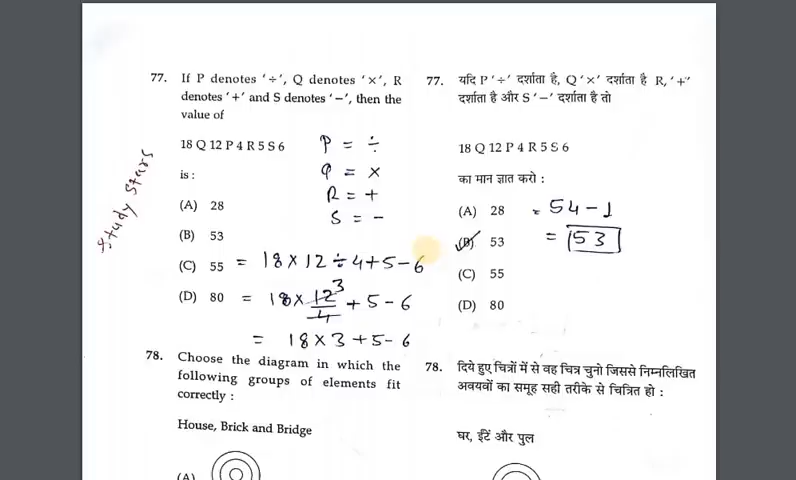 77. If P denotes '÷', Q denotes '×', R
denotes '+' and S denotes '−', then the
value of
18 Q 12 P 4 R 5 S 6
is :
(A) 28
(B) 53
(C) 55
(D) 80
Study Stars
P = ÷
Q = ×
R = +
S = −
= 18 × 12 ÷ 4 + 5 − 6
= 18 × 12/4 3 + 5 − 6
= 18 × 3 + 5 − 6
78. Choose the diagram in which the
following groups of elements fit
correctly :
House, Brick and Bridge
(A)
77. यदि P '÷' दर्शाता है, Q '×' दर्शाता है R, '+'
दर्शाता है और S '−' दर्शाता है तो
18 Q 12 P 4 R 5 S 6
का मान ज्ञात करो :
(A) 28
(B) 53
(C) 55
(D) 80
= 54 − 1
= 53
78. दिये हुए चित्रों में से वह चित्र चुनो जिससे निम्नलिखित
अवयवों का समूह सही तरीके से चित्रित हो :
घर, ईंटें और पुल